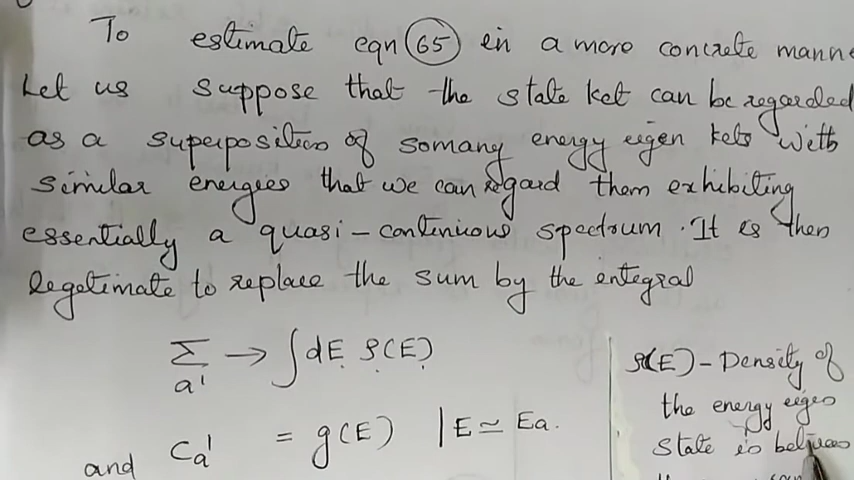 To estimate eqn (65) in a more concrete manne
Let us suppose that the state ket can be regarded
as a superposition of somany energy eigen kets with
similar energies that we can regard them exhibiting
essentially a quasi-continuous spectrum. It is then
legetimate to replace the sum by the integral
∑a' → ∫dE ρ(E)
and Ca' = g(E) |E ≃ Ea.
ρ(E) - Density of
the energy eigen
state is